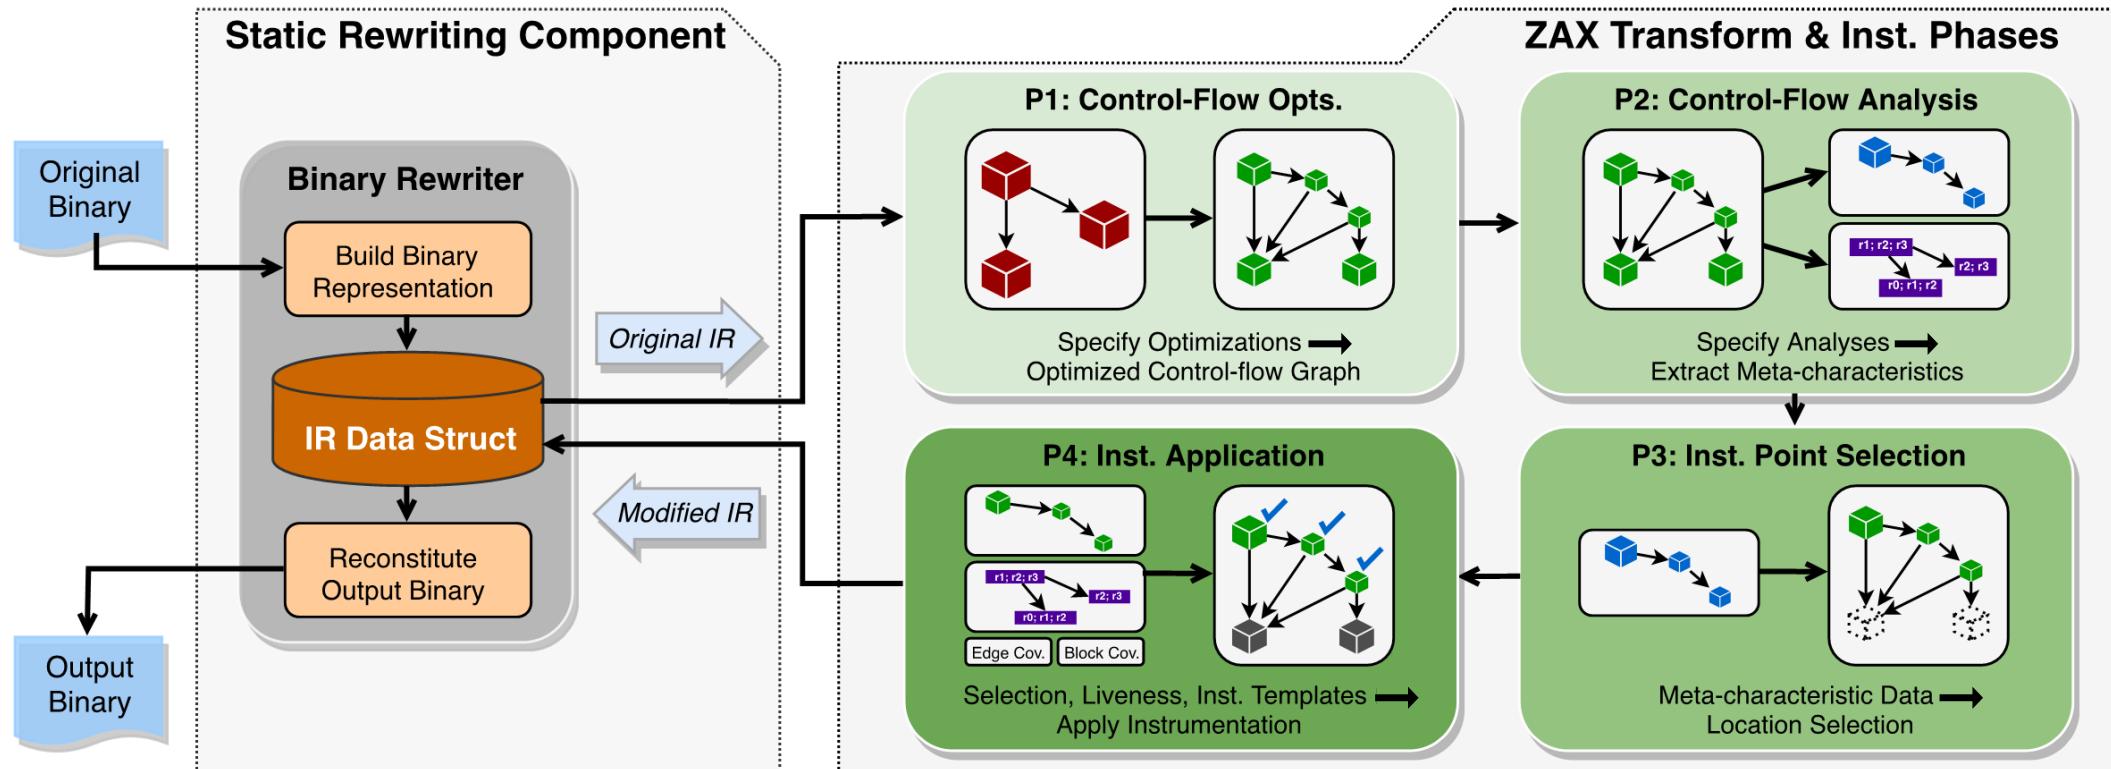 Static Rewriting Component
ZAX Transform & Inst. Phases
Original
Binary
Binary Rewriter
Build Binary
Representation
IR Data Struct
Reconstitute
Output Binary
Output
Binary
Original IR
Modified IR
P1: Control-Flow Opts.
Specify Optimizations
Optimized Control-flow Graph
P2: Control-Flow Analysis
r1; r2; r3
r2; r3
r0; r1; r2
Specify Analyses
Extract Meta-characteristics
P4: Inst. Application
r1; r2; r3
r2; r3
r0; r1; r2
Edge Cov.
Block Cov.
Selection, Liveness, Inst. Templates
Apply Instrumentation
P3: Inst. Point Selection
Meta-characteristic Data
Location Selection